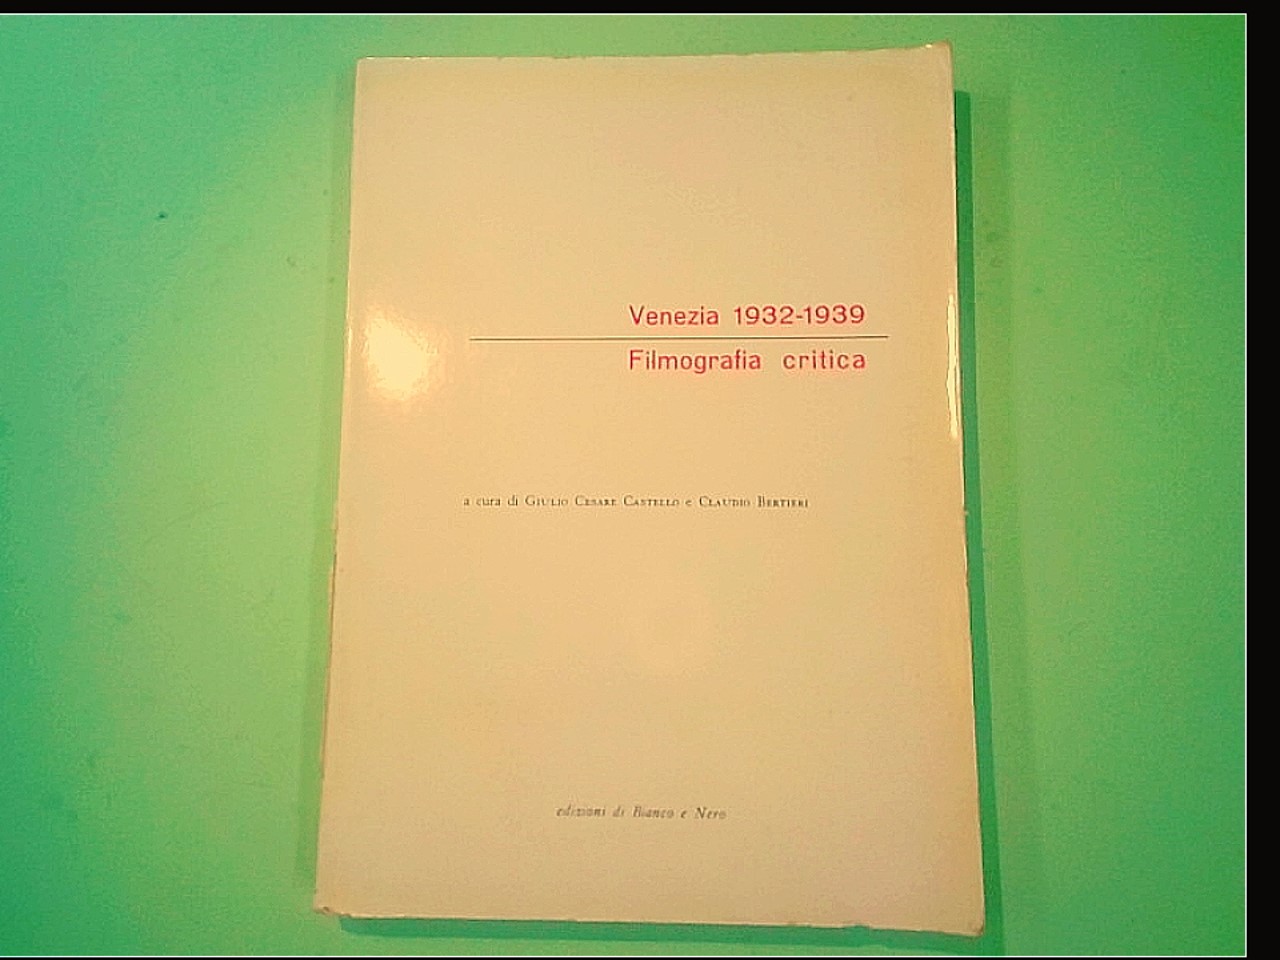 Venezia 1932-1939
Filmografia critica
a cura di GIULIO CESARE CASTELLO e CLAUDIO BERTIERI
edizioni di Bianco e Nero